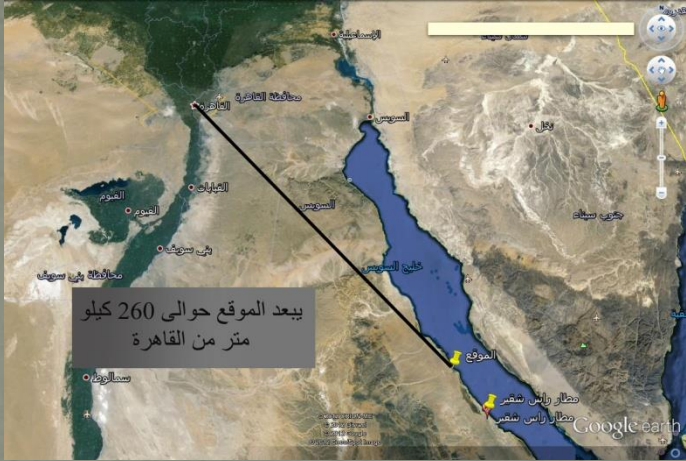 الإسماعيلية
محافظة القاهرة
القاهرة
السويس
نخل
القبابات
الفيوم
الفيوم
السويس
جنوب سيناء
بني سويف
محافظة بني سويف
خليج السويس
يبعد الموقع حوالى 260 كيلو
متر من القاهرة
الموقع
سمالوط
مطار راس شقير
مطار راس شقير
Google earth